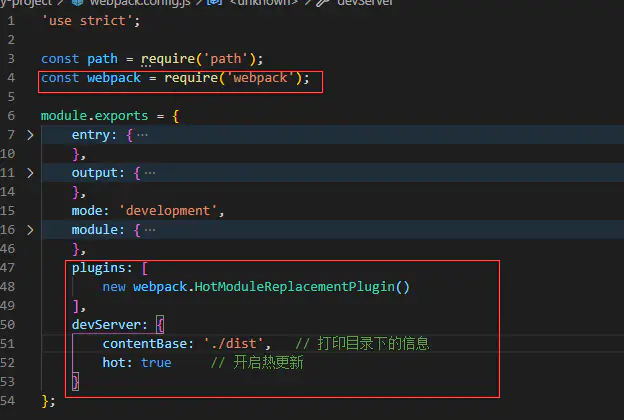 y-project > webpack.config.js > <unknown> > devServer
1 'use strict';
2
3 const path = require('path');
4 const webpack = require('webpack');
5
6 module.exports = {
7 entry: { ...
10 },
11 output: { ...
14 },
15 mode: 'development',
16 module: { ...
46 },
47 plugins: [
48 new webpack.HotModuleReplacementPlugin()
49 ],
50 devServer: {
51 contentBase: './dist', // 打印目录下的信息
52 hot: true // 开启热更新
53 }
54 };